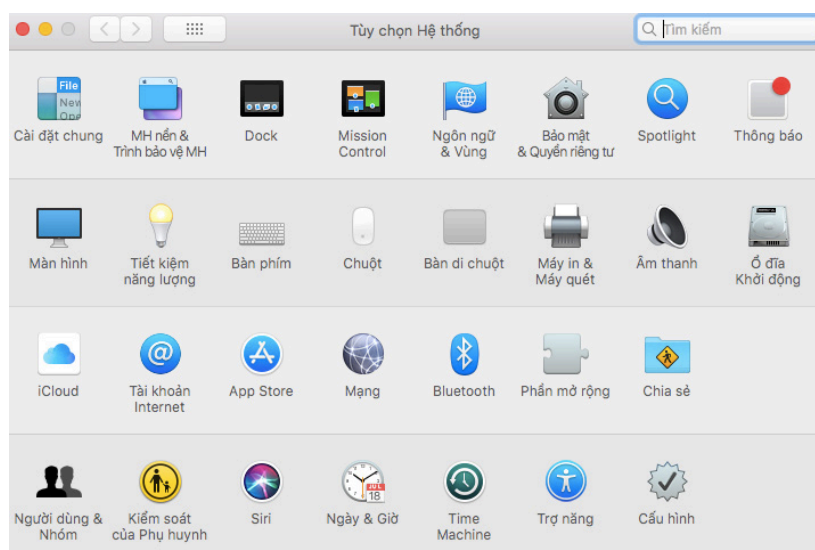 Tùy chọn Hệ thống
Tìm kiếm
File
New
Ope
Cài đặt chung
MH nền &
Trình bảo vệ MH
Dock
Mission
Control
Ngôn ngữ
& Vùng
Bảo mật
& Quyền riêng tư
Spotlight
Thông báo
Màn hình
Tiết kiệm
năng lượng
Bàn phím
Chuột
Bàn di chuột
Máy in &
Máy quét
Âm thanh
Ổ đĩa
Khởi động
iCloud
Tài khoản
Internet
App Store
Mạng
Bluetooth
Phần mở rộng
Chia sẻ
Người dùng &
Nhóm
Kiểm soát
của Phụ huynh
Siri
JUL
18
Ngày & Giờ
Time
Machine
Trợ năng
Cấu hình